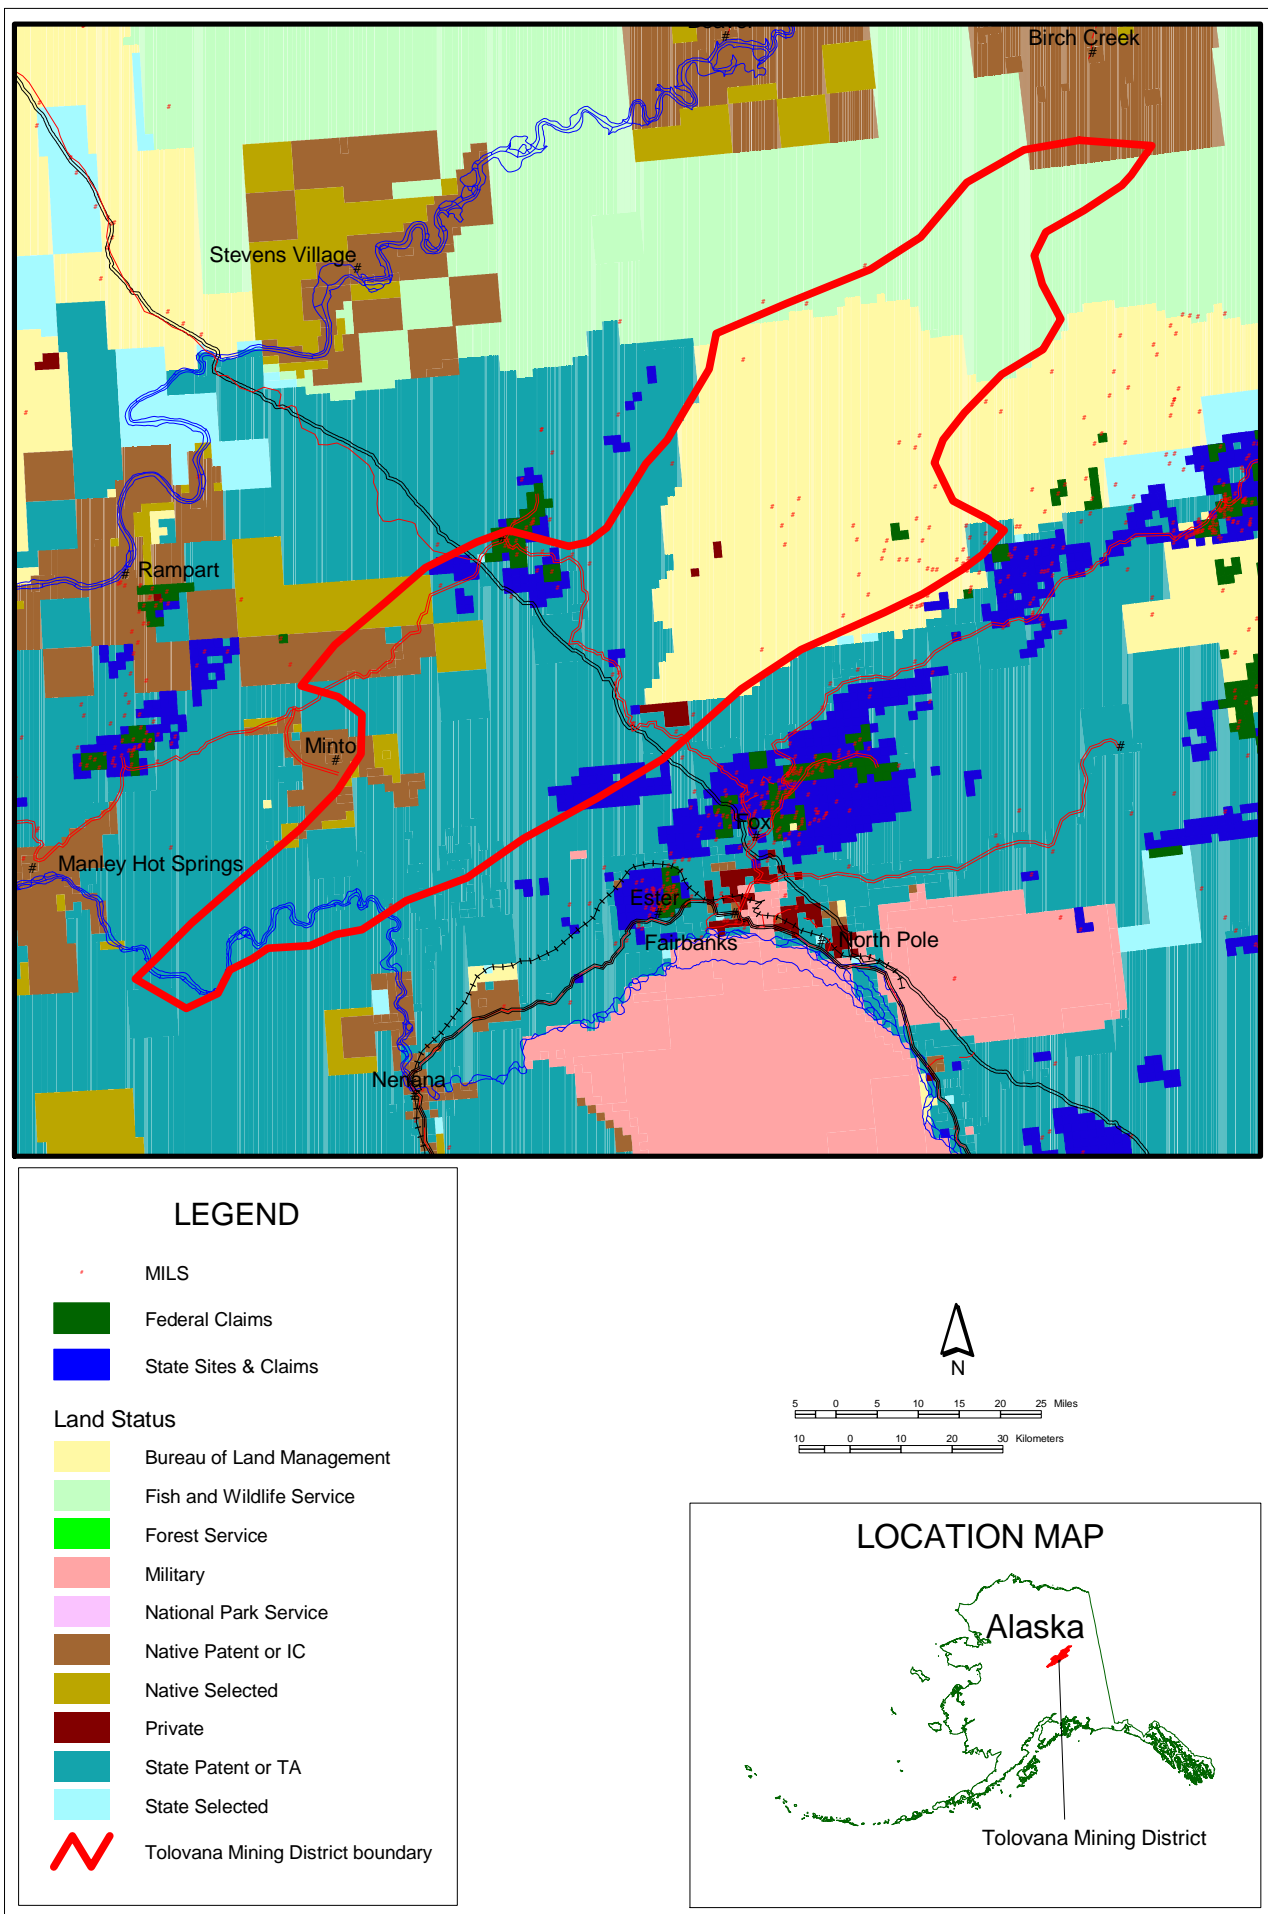 Birch Creek
Stevens Village
Rampart
Minto
Manley Hot Springs
Fox
Ester
Fairbanks
North Pole
Nenana
LEGEND
MILS
Federal Claims
State Sites & Claims
Land Status
Bureau of Land Management
Fish and Wildlife Service
Forest Service
Military
National Park Service
Native Patent or IC
Native Selected
Private
State Patent or TA
State Selected
Tolovana Mining District boundary
N
5 0 5 10 15 20 25 Miles
10 0 10 20 30 Kilometers
LOCATION MAP
Alaska
Tolovana Mining District